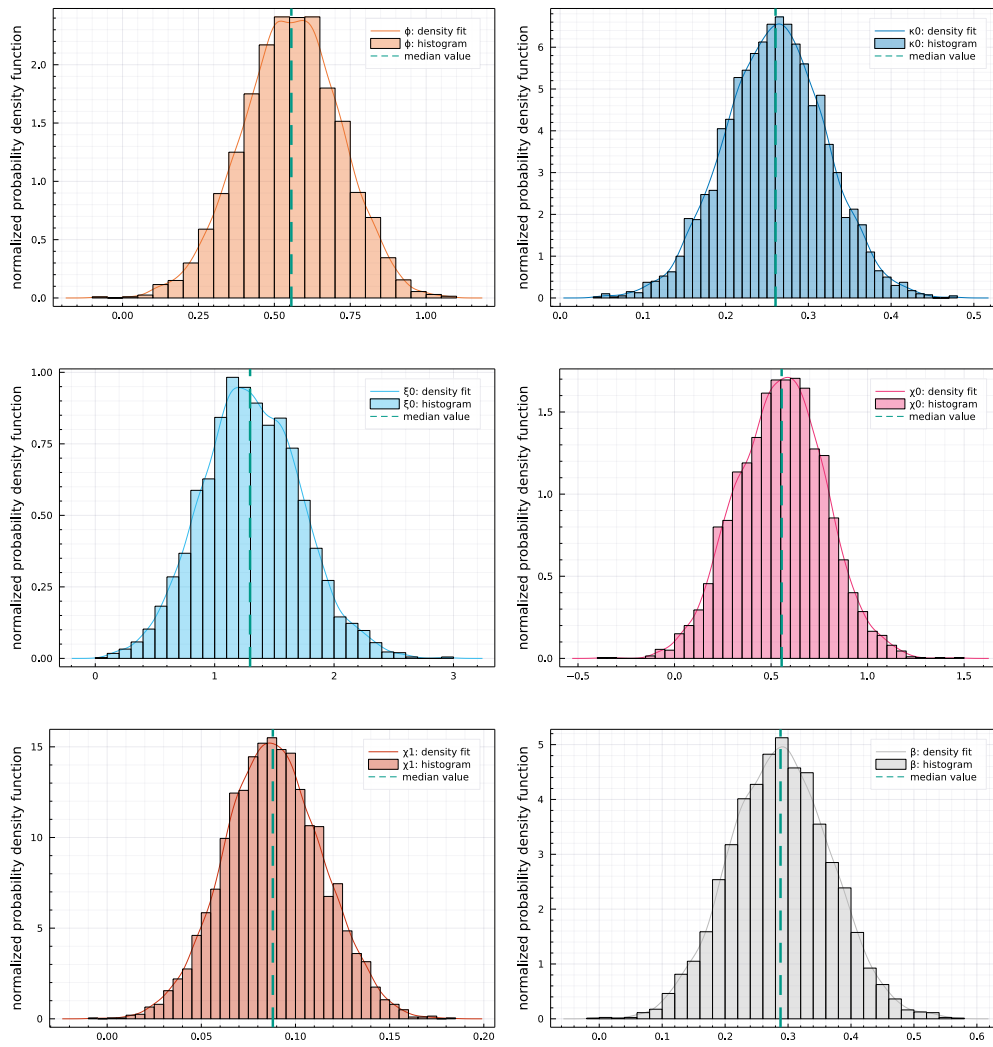 normalized probability density function
2.0
1.5
1.0
0.5
0.0
0.00
0.25
0.50
0.75
1.00
ϕ: density fit
ϕ: histogram
median value
normalized probability density function
6
5
4
3
2
1
0
0.0
0.1
0.2
0.3
0.4
0.5
κ0: density fit
κ0: histogram
median value
normalized probability density function
1.00
0.75
0.50
0.25
0.00
0
1
2
3
ξ0: density fit
ξ0: histogram
median value
normalized probability density function
1.5
1.0
0.5
0.0
−0.5
0.0
0.5
1.0
1.5
χ0: density fit
χ0: histogram
median value
normalized probability density function
15
10
5
0
0.00
0.05
0.10
0.15
0.20
χ1: density fit
χ1: histogram
median value
normalized probability density function
5
4
3
2
1
0
0.0
0.1
0.2
0.3
0.4
0.5
0.6
β: density fit
β: histogram
median value